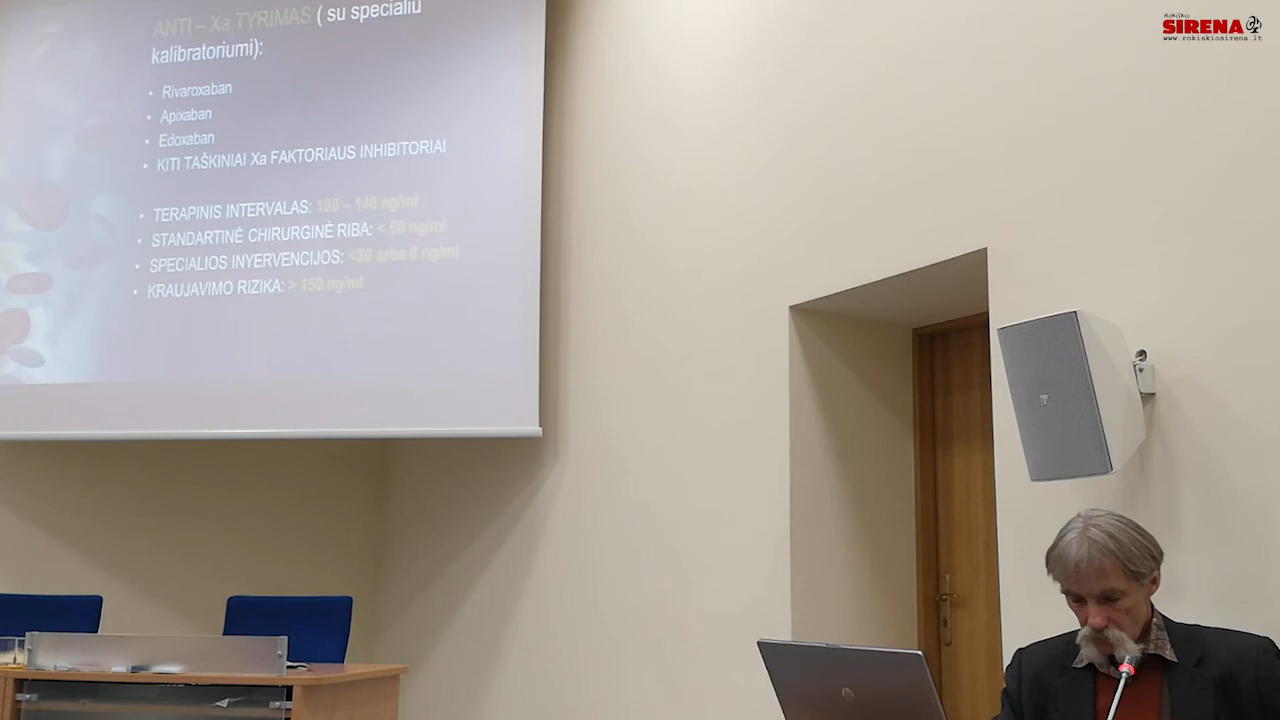 ROKIŠKIO
SIRENA
www.rokiskiosirena.lt
ANTI – Xa TYRIMAS ( su specialiu
kalibratoriumi):
• Rivaroxaban
• Apixaban
• Edoxaban
• KITI TAŠKINIAI Xa FAKTORIAUS INHIBITORIAI
• TERAPINIS INTERVALAS: 100 – 140 ng/ml
• STANDARTINĖ CHIRURGINĖ RIBA: < 50 ng/ml
• SPECIALIOS INYERVENCIJOS: <30 arba 0 ng/ml
• KRAUJAVIMO RIZIKA: > 150 ng/ml
hp